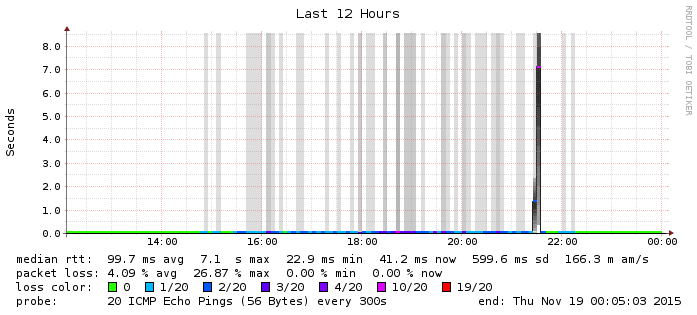 Last 12 Hours
RRDTOOL / TOBI OETIKER
Seconds
8.0
7.0
6.0
5.0
4.0
3.0
2.0
1.0
0.0
14:00 16:00 18:00 20:00 22:00 00:00
median rtt: 99.7 ms avg 7.1 s max 22.9 ms min 41.2 ms now 599.6 ms sd 166.3 m am/s
packet loss: 4.09 % avg 26.87 % max 0.00 % min 0.00 % now
loss color: 0 1/20 2/20 3/20 4/20 10/20 19/20
probe: 20 ICMP Echo Pings (56 Bytes) every 300s end: Thu Nov 19 00:05:03 2015